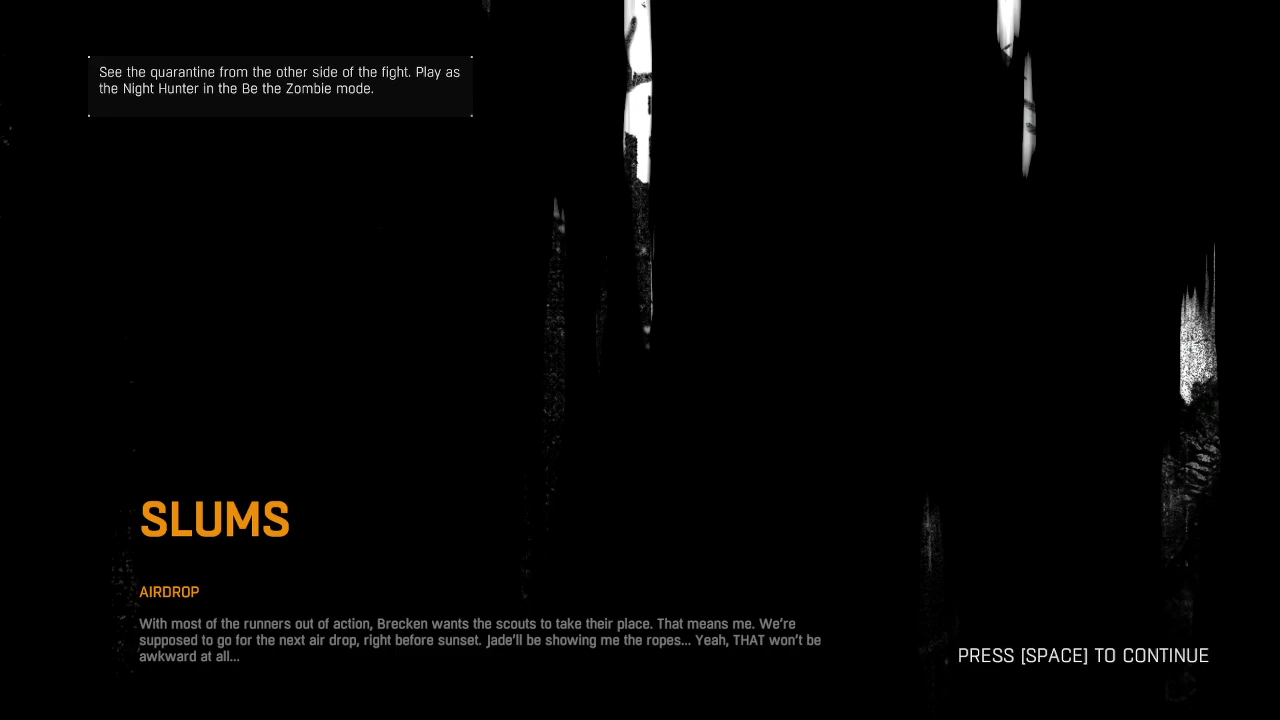 See the quarantine from the other side of the fight. Play as
the Night Hunter in the Be the Zombie mode.
SLUMS
AIRDROP
With most of the runners out of action, Brecken wants the scouts to take their place. That means me. We're
supposed to go for the next air drop, right before sunset. Jade'll be showing me the ropes... Yeah, THAT won't be
awkward at all...
PRESS [SPACE] TO CONTINUE